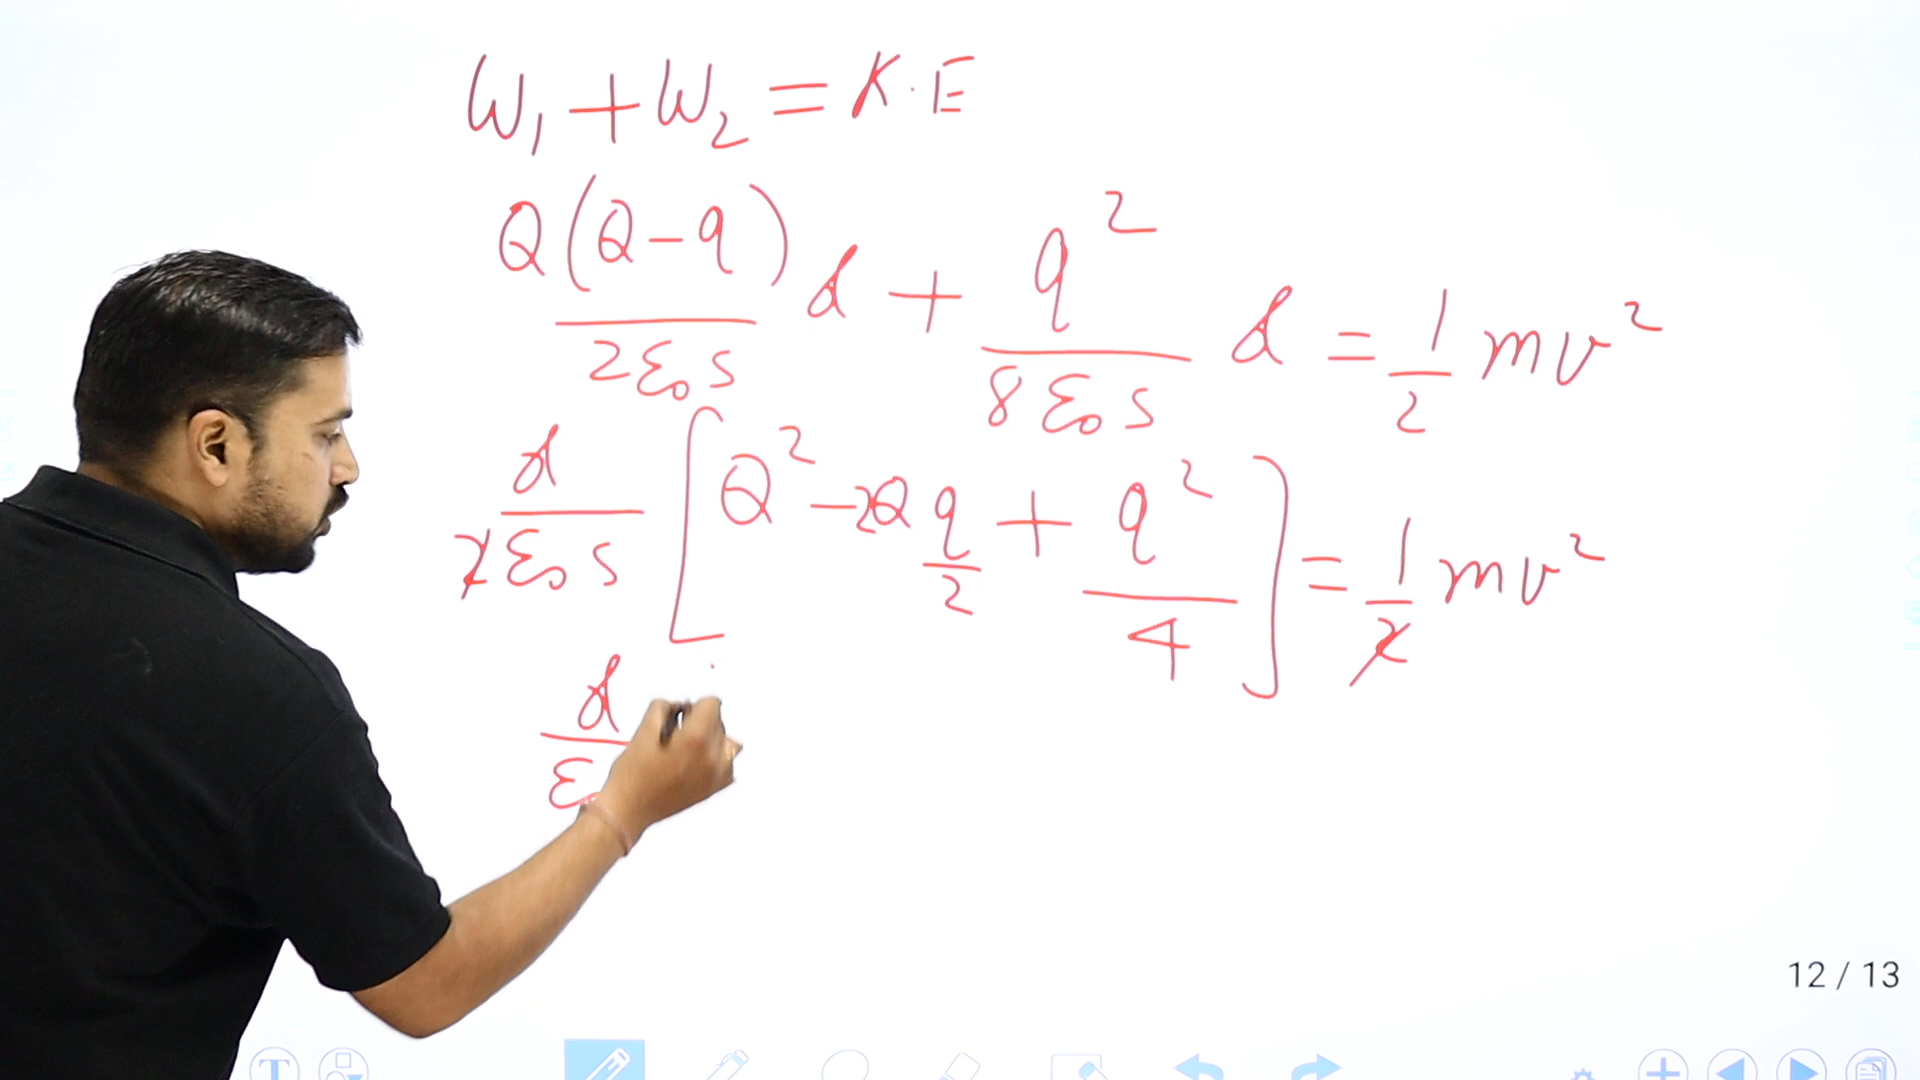 W₁ + W₂ = K.E
Q(Q-q)/2ε₀s d + q²/8ε₀s d = 1/2 mv²
d/2ε₀s [Q² - 2Q q/2 + q²/4] = 1/2 mv²
d/ε₀
12 / 13
T